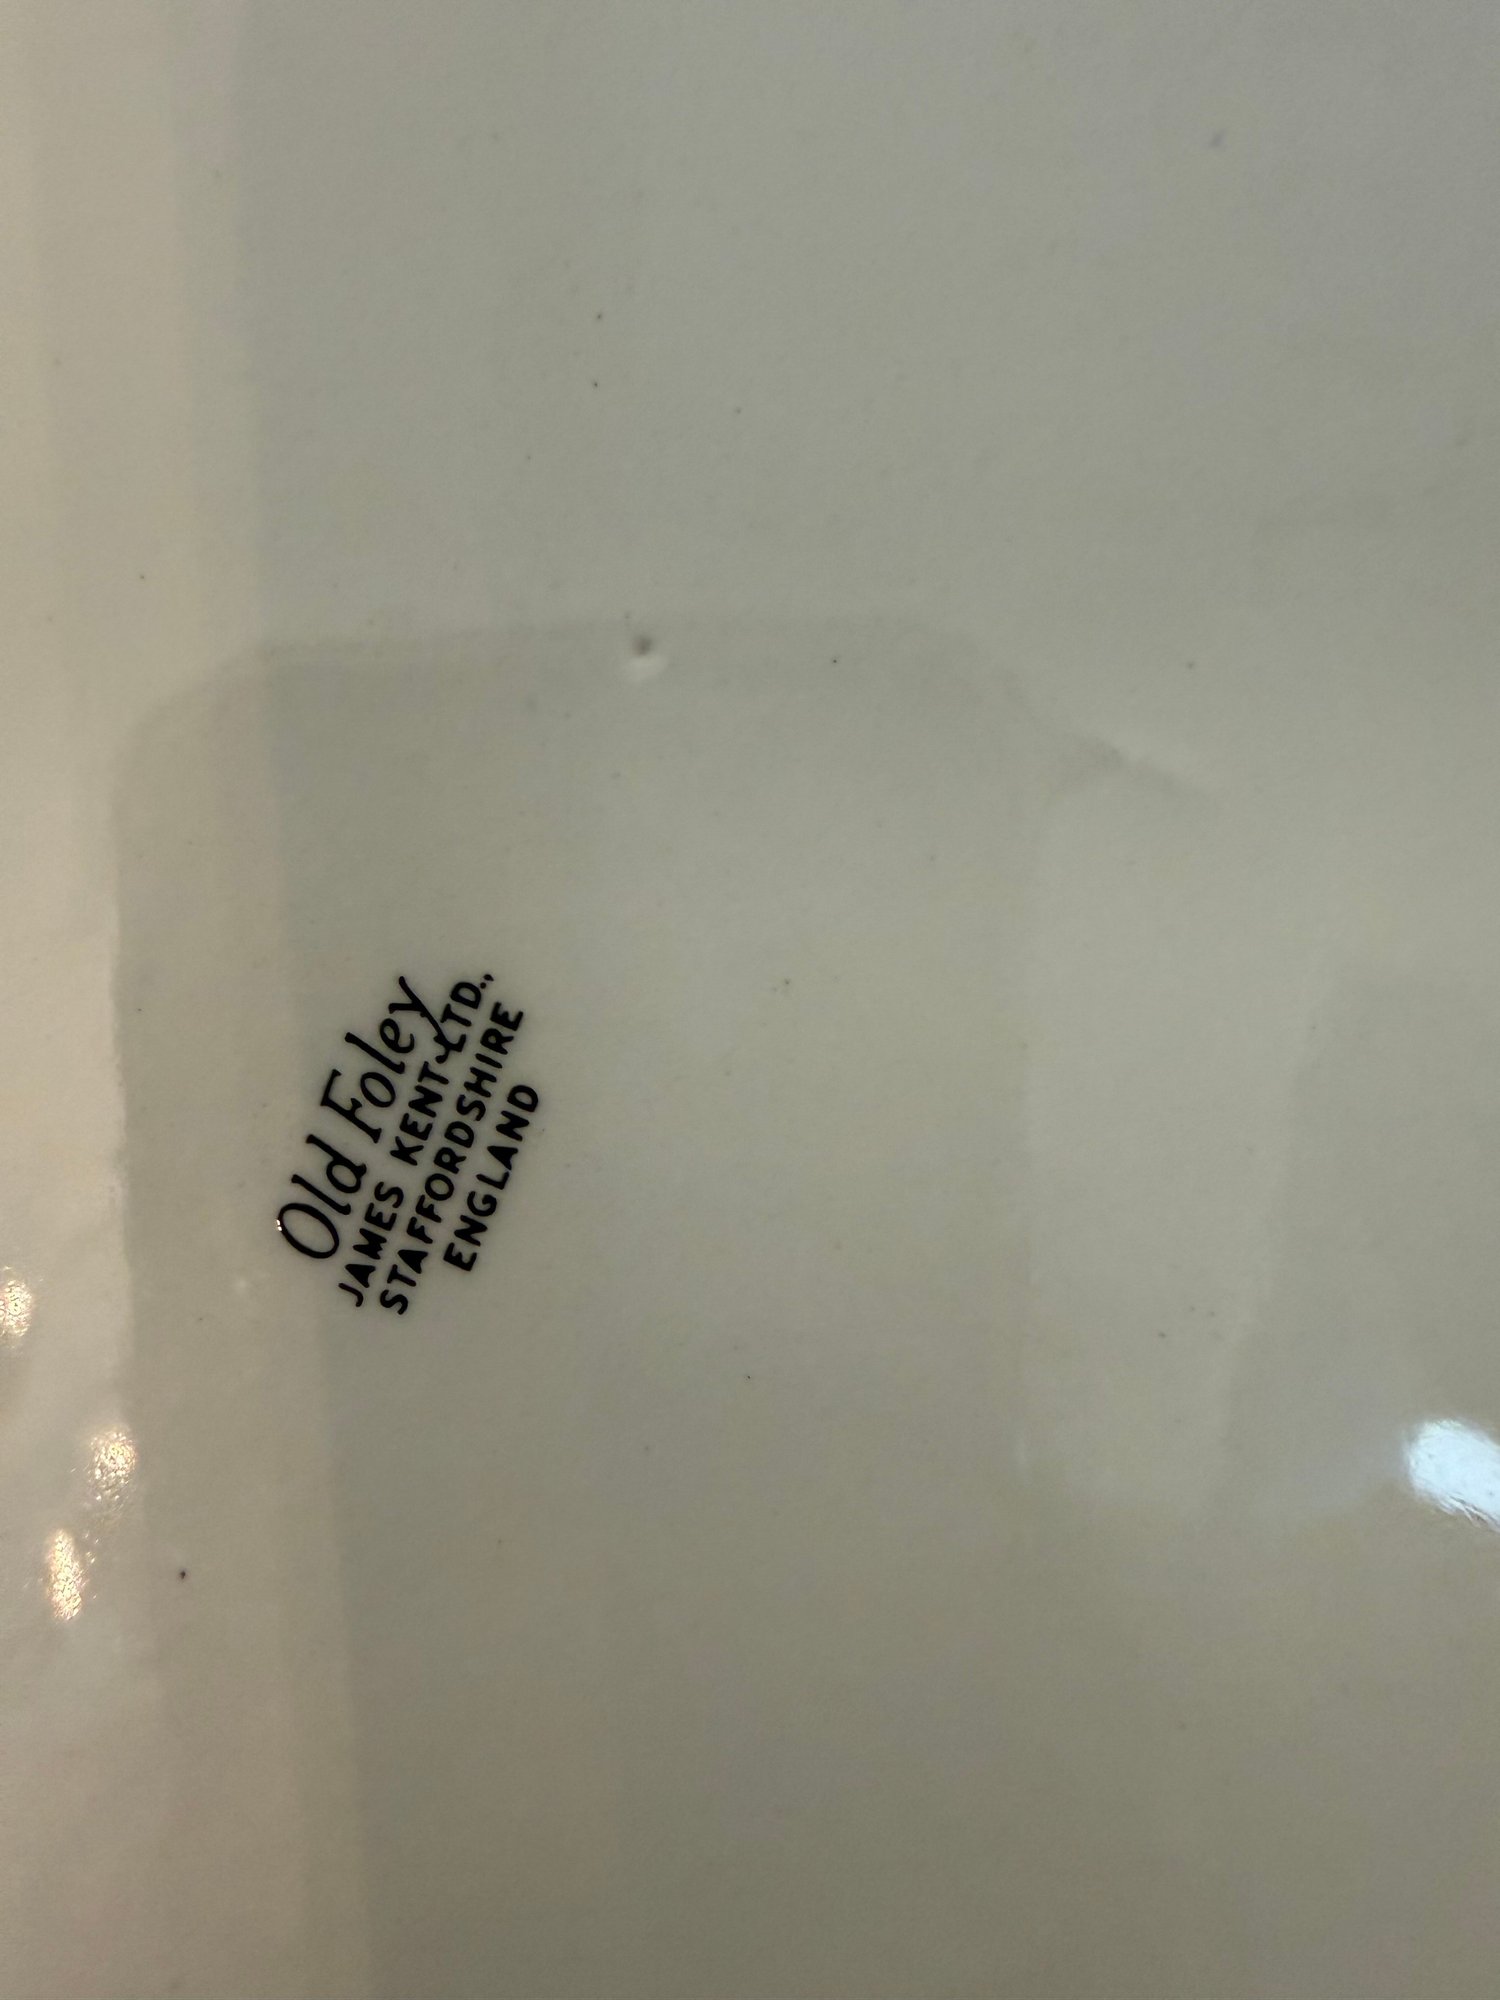 Old Foley
JAMES KENT LTD.,
STAFFORDSHIRE
ENGLAND